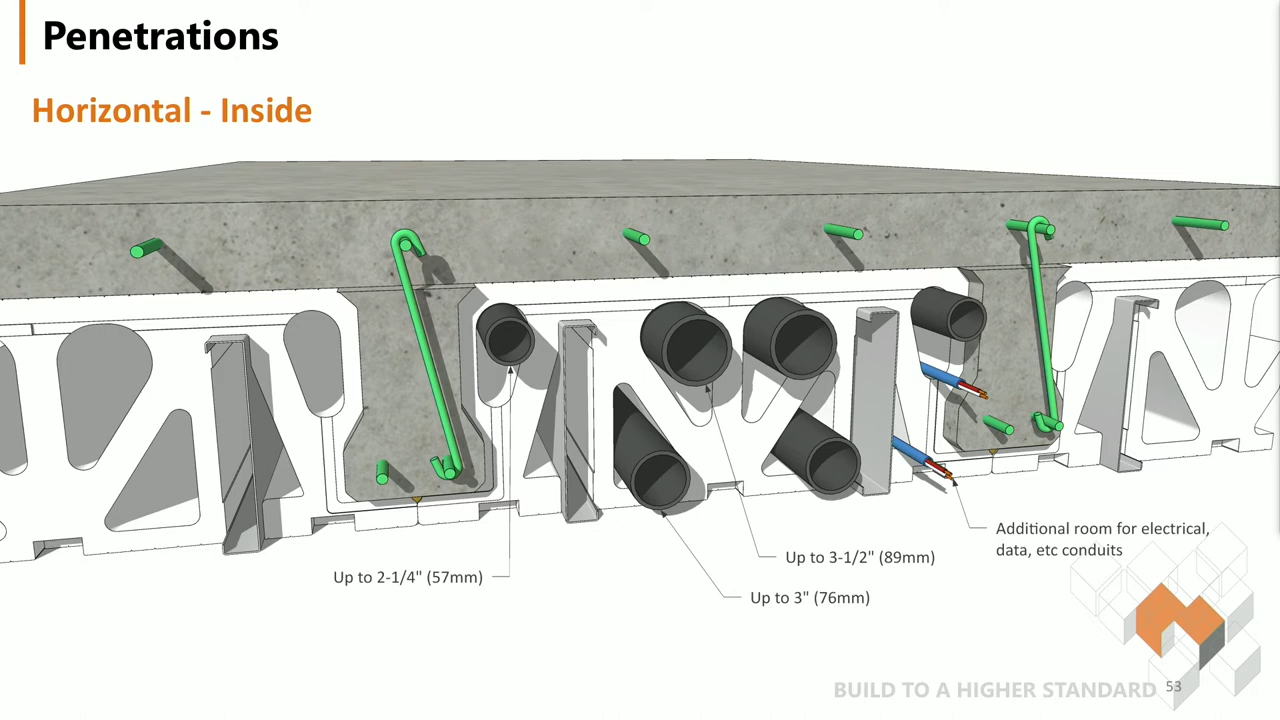 Penetrations
Horizontal - Inside
Additional room for electrical,
data, etc conduits
Up to 3-1/2" (89mm)
Up to 2-1/4" (57mm)
Up to 3" (76mm)
BUILD TO A HIGHER STANDARD 53